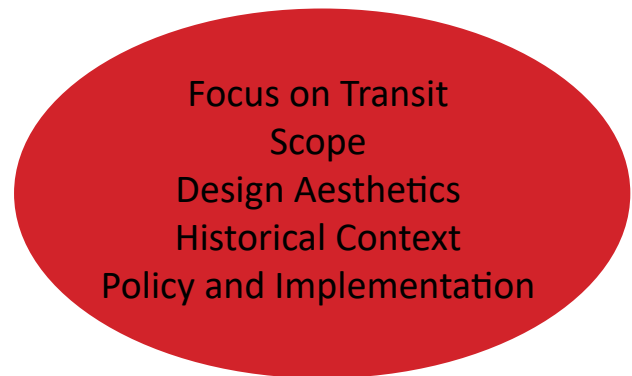 Focus on Transit
Scope
Design Aesthetics
Historical Context
Policy and Implementation